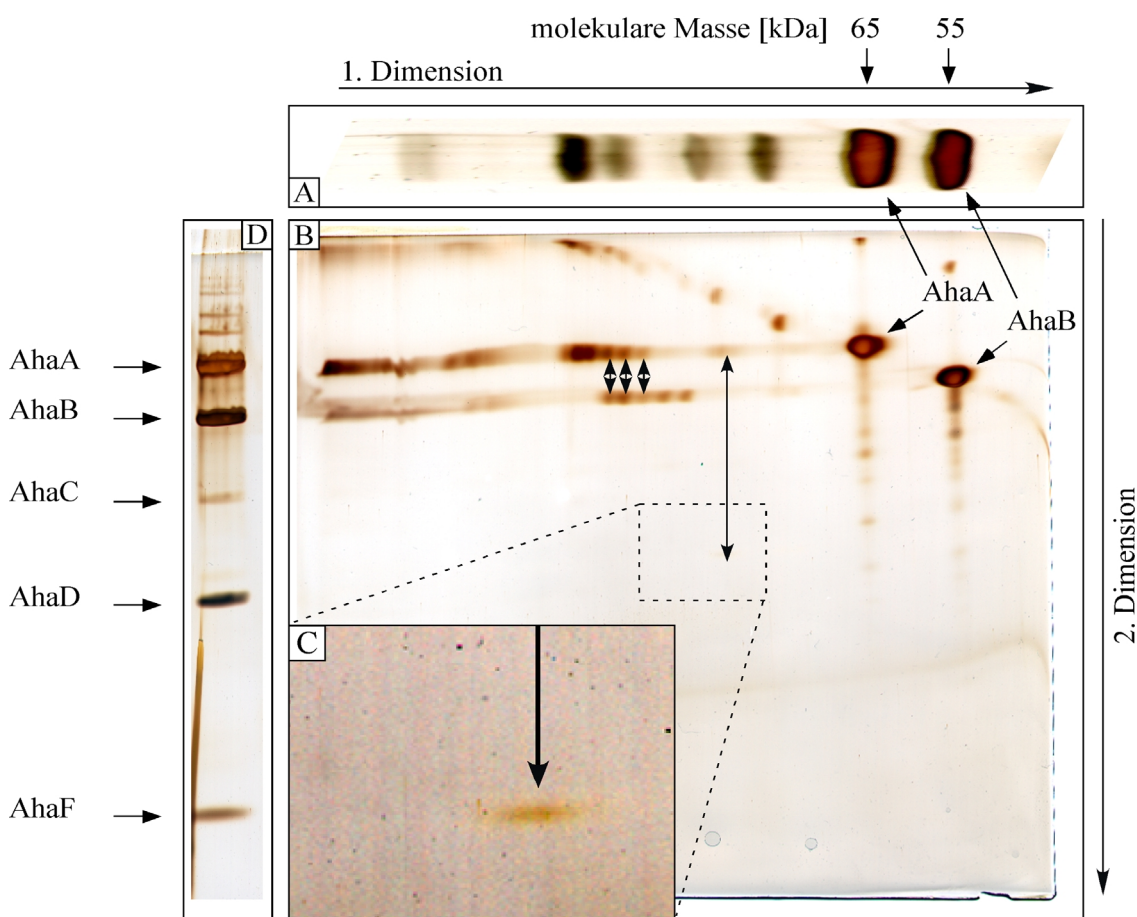 molekulare Masse [kDa] 65 55
1. Dimension
A
D
B
AhaA
AhaB
AhaA
AhaB
AhaC
AhaD
AhaF
2. Dimension
C